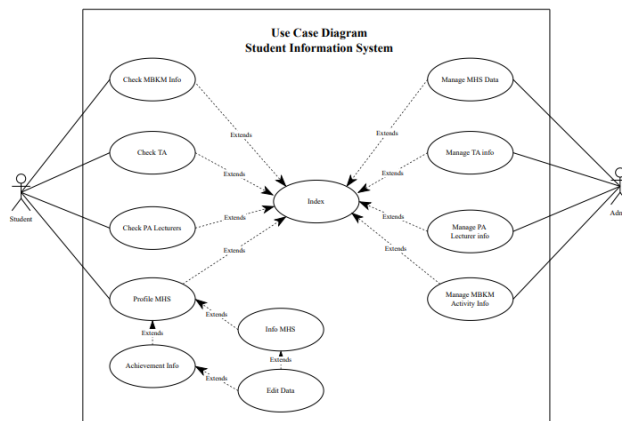 Use Case Diagram
Student Information System
Check MBKM Info
Manage MHS Data
Extends
Extends
Check TA
Manage TA info
Extends
Extends
Student
Index
Adm
Check PA Lecturers
Extends
Extends
Manage PA
Lecturer info
Extends
Extends
Profile MHS
Manage MBKM
Activity Info
Extends
Info MHS
Extends
Achievement Info
Extends
Extends
Edit Data